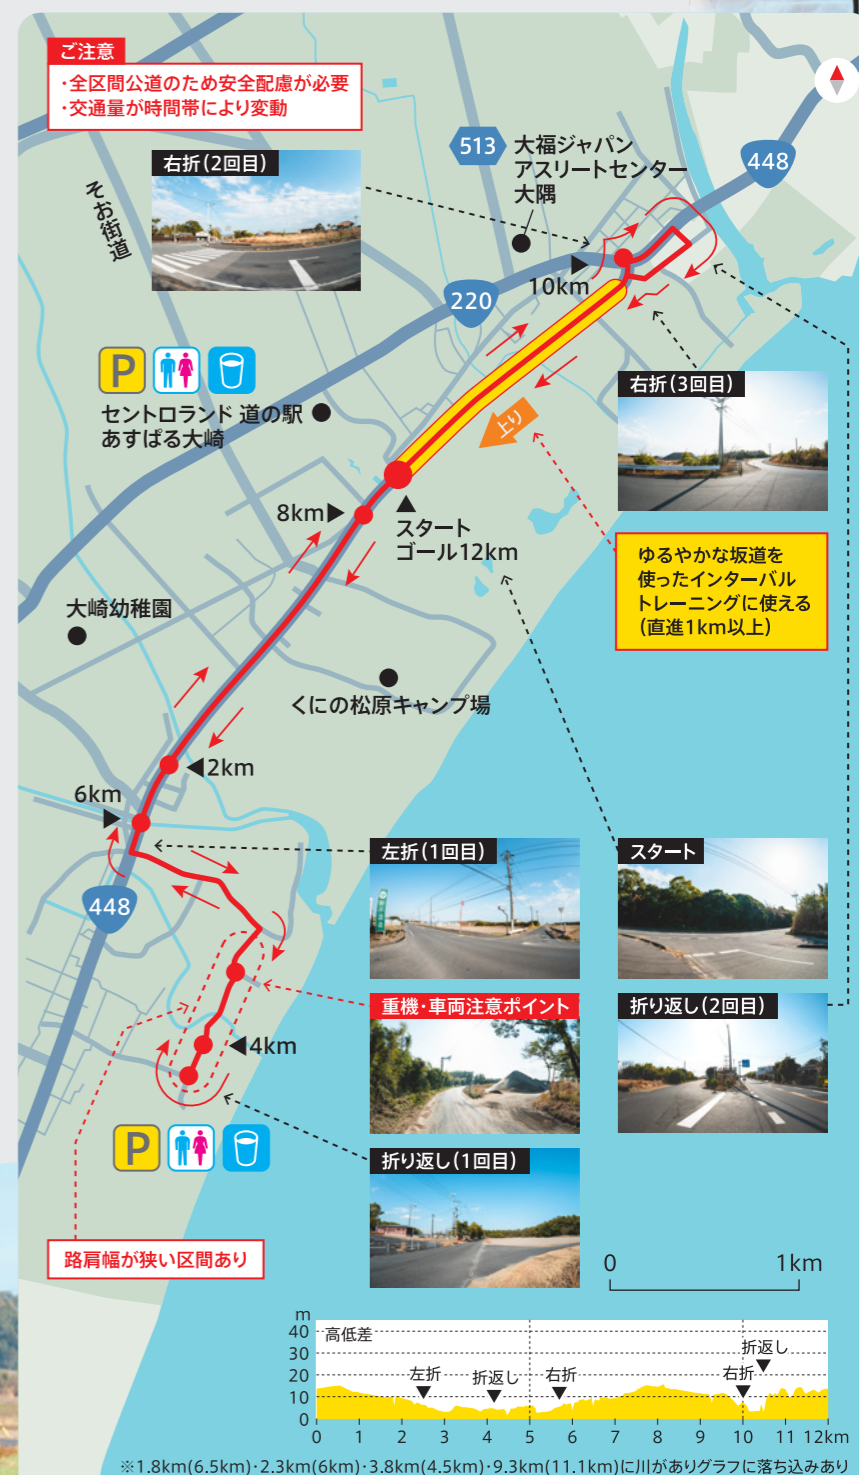 ご注意
・全区間公道のため安全配慮が必要
・交通量が時間帯により変動
右折(2回目)
そお街道
513
大福ジャパン
アスリートセンター
大隅
448
10km
220
P
セントロランド 道の駅
あすぱる大崎
右折(3回目)
上り
8km
スタート
ゴール12km
ゆるやかな坂道を
使ったインターバル
トレーニングに使える
(直進1km以上)
大崎幼稚園
くにの松原キャンプ場
2km
6km
左折(1回目)
スタート
448
重機・車両注意ポイント
折り返し(2回目)
4km
P
折り返し(1回目)
路肩幅が狭い区間あり
0 1km
m
40
30
20
10
0
高低差
左折
折返し
右折
右折
折返し
0 1 2 3 4 5 6 7 8 9 10 11 12km
※1.8km(6.5km)・2.3km(6km)・3.8km(4.5km)・9.3km(11.1km)に川がありグラフに落ち込みあり